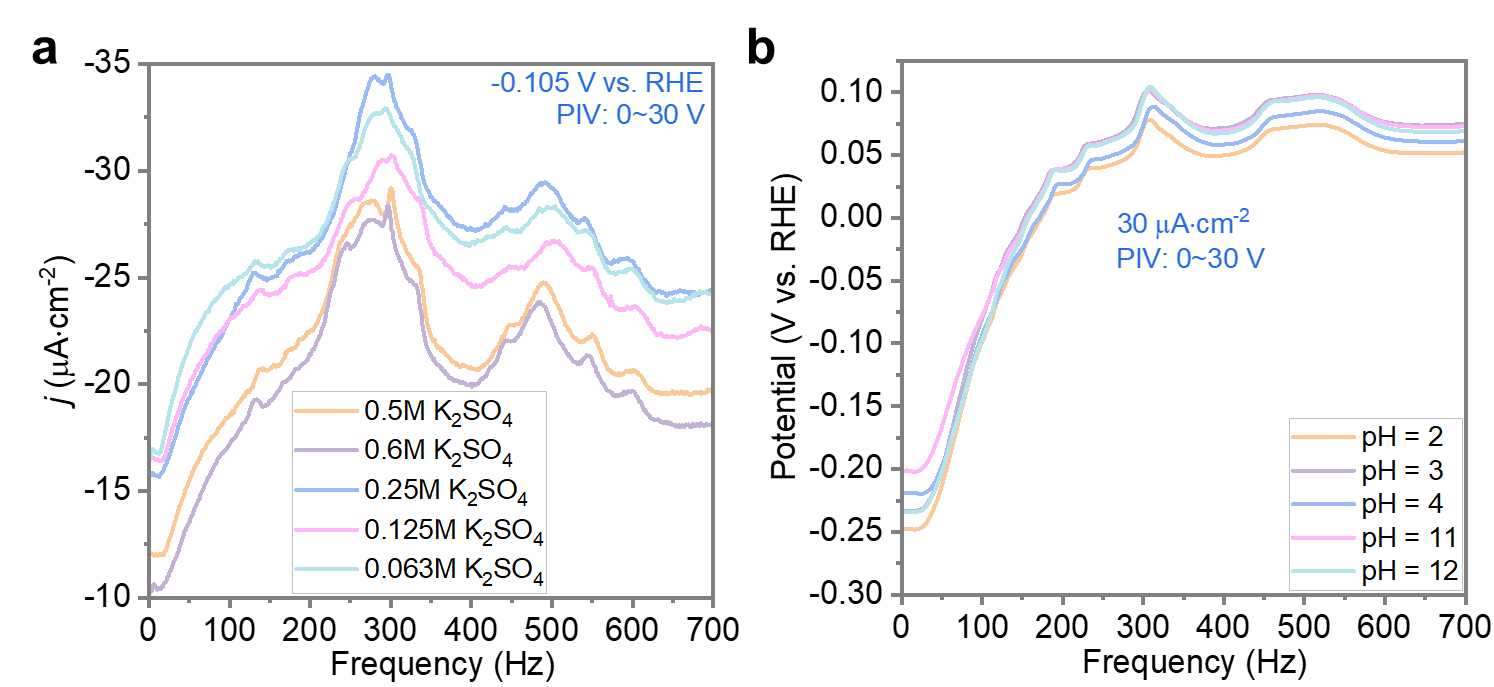 a
-35
-30
-25
-20
-15
-10
j (μA·cm-2)
-0.105 V vs. RHE
PIV: 0~30 V
0.5M K2SO4
0.6M K2SO4
0.25M K2SO4
0.125M K2SO4
0.063M K2SO4
0 100 200 300 400 500 600 700
Frequency (Hz)
b
0.10
0.05
0.00
-0.05
-0.10
-0.15
-0.20
-0.25
-0.30
Potential (V vs. RHE)
30 μA·cm-2
PIV: 0~30 V
pH = 2
pH = 3
pH = 4
pH = 11
pH = 12
0 100 200 300 400 500 600 700
Frequency (Hz)